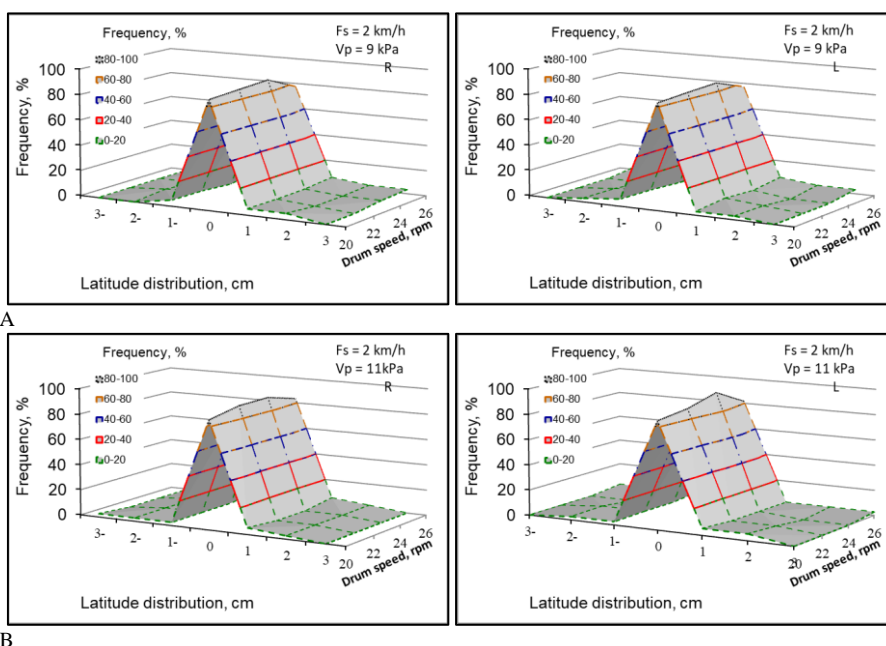 Frequency, %
Fs = 2 km/h
Vp = 9 kPa
R
80-100
60-80
40-60
20-40
0-20
Frequency, %
100
80
60
40
20
0
3-
2-
1-
0
1
2
3
20
22
24
26
Drum speed, rpm
Latitude distribution, cm
Frequency, %
Fs = 2 km/h
Vp = 9 kPa
L
80-100
60-80
40-60
20-40
0-20
Frequency, %
100
80
60
40
20
0
3-
2-
1-
0
1
2
3
20
22
24
26
Drum speed, rpm
Latitude distribution, cm
A
Frequency, %
Fs = 2 km/h
Vp = 11kPa
R
80-100
60-80
40-60
20-40
0-20
Frequency, %
100
80
60
40
20
0
3-
2-
1-
0
1
2
3
20
22
24
26
Drum speed, rpm
Latitude distribution, cm
Frequency, %
Fs = 2 km/h
Vp = 11 kPa
L
80-100
60-80
40-60
20-40
0-20
Frequency, %
100
80
60
40
20
0
3-
2-
1-
0
1
2
3
20
22
24
26
Drum speed, rpm
Latitude distribution, cm
B